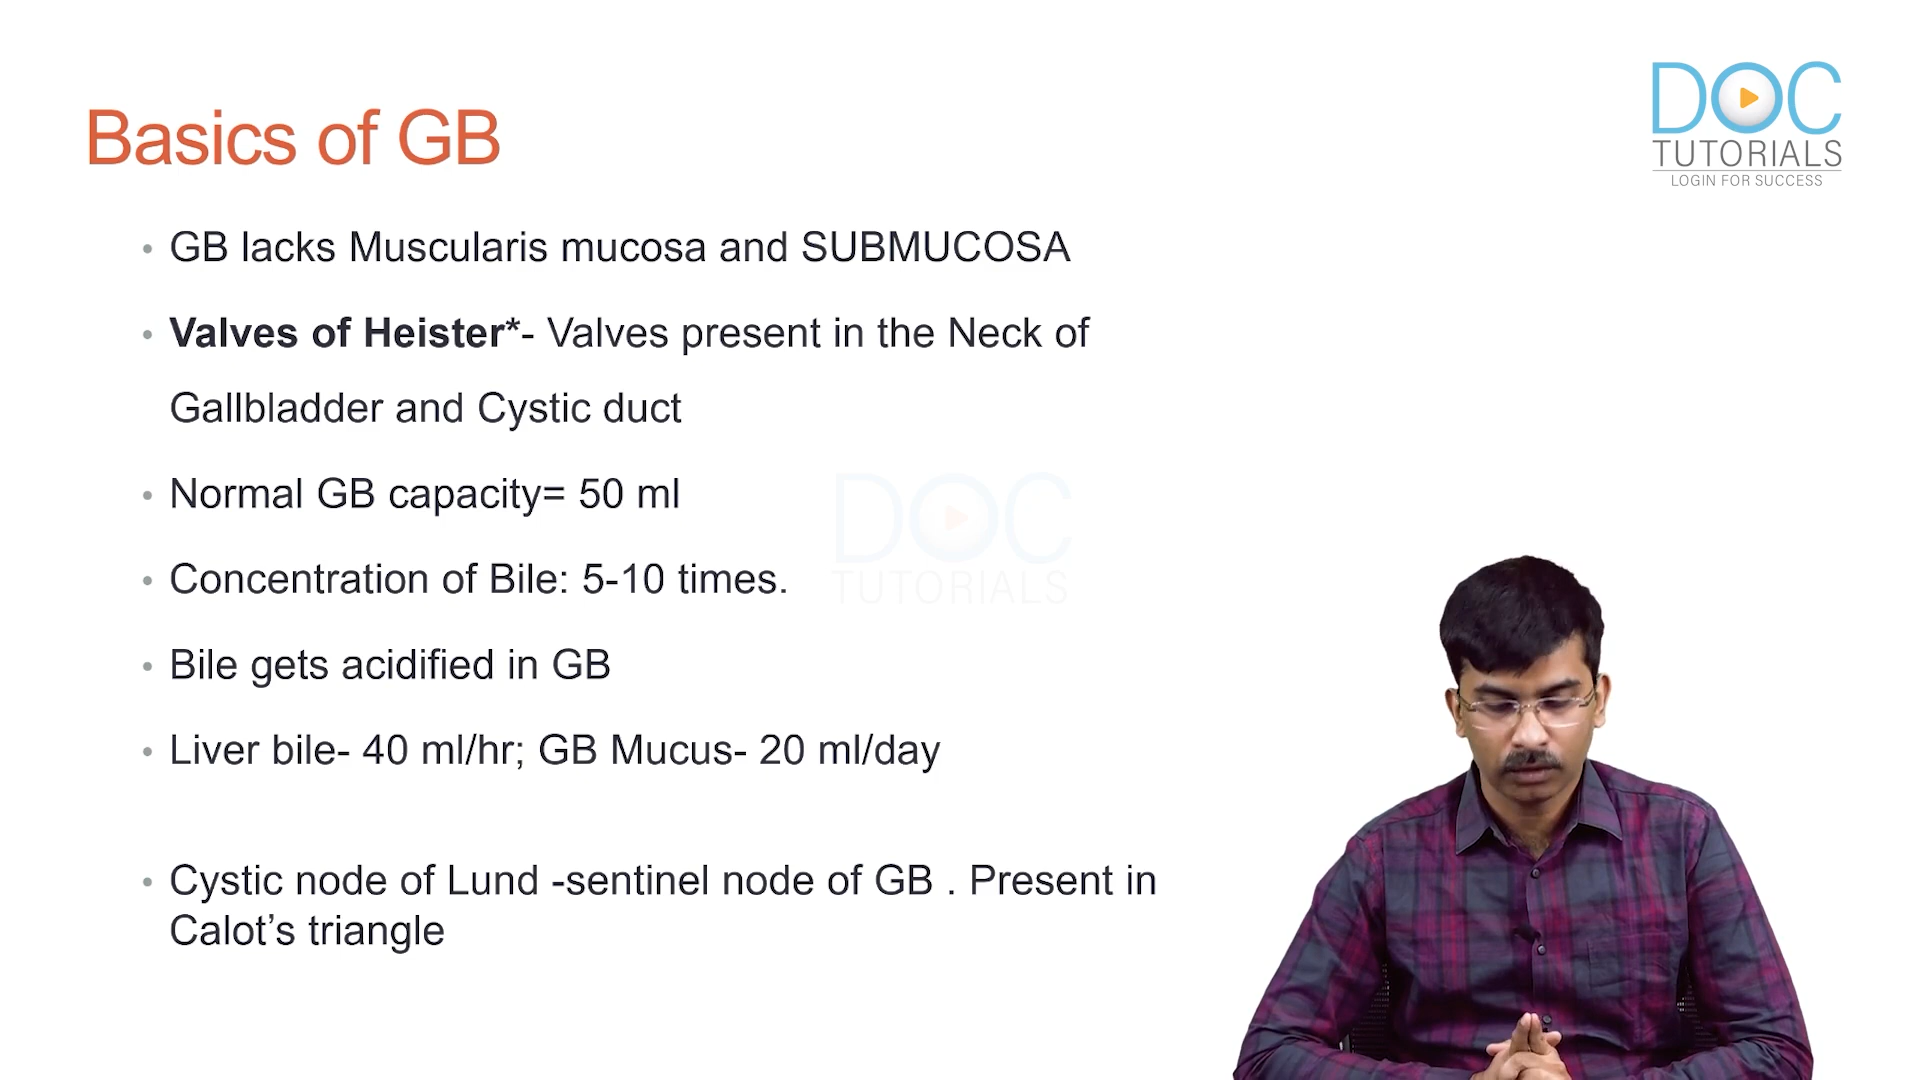 DOC
TUTORIALS
LOGIN FOR SUCCESS
Basics of GB
• GB lacks Muscularis mucosa and SUBMUCOSA
• Valves of Heister*- Valves present in the Neck of
Gallbladder and Cystic duct
• Normal GB capacity= 50 ml
• Concentration of Bile: 5-10 times.
• Bile gets acidified in GB
• Liver bile- 40 ml/hr; GB Mucus- 20 ml/day
• Cystic node of Lund -sentinel node of GB . Present in
Calot’s triangle
DOC
TUTORIALS